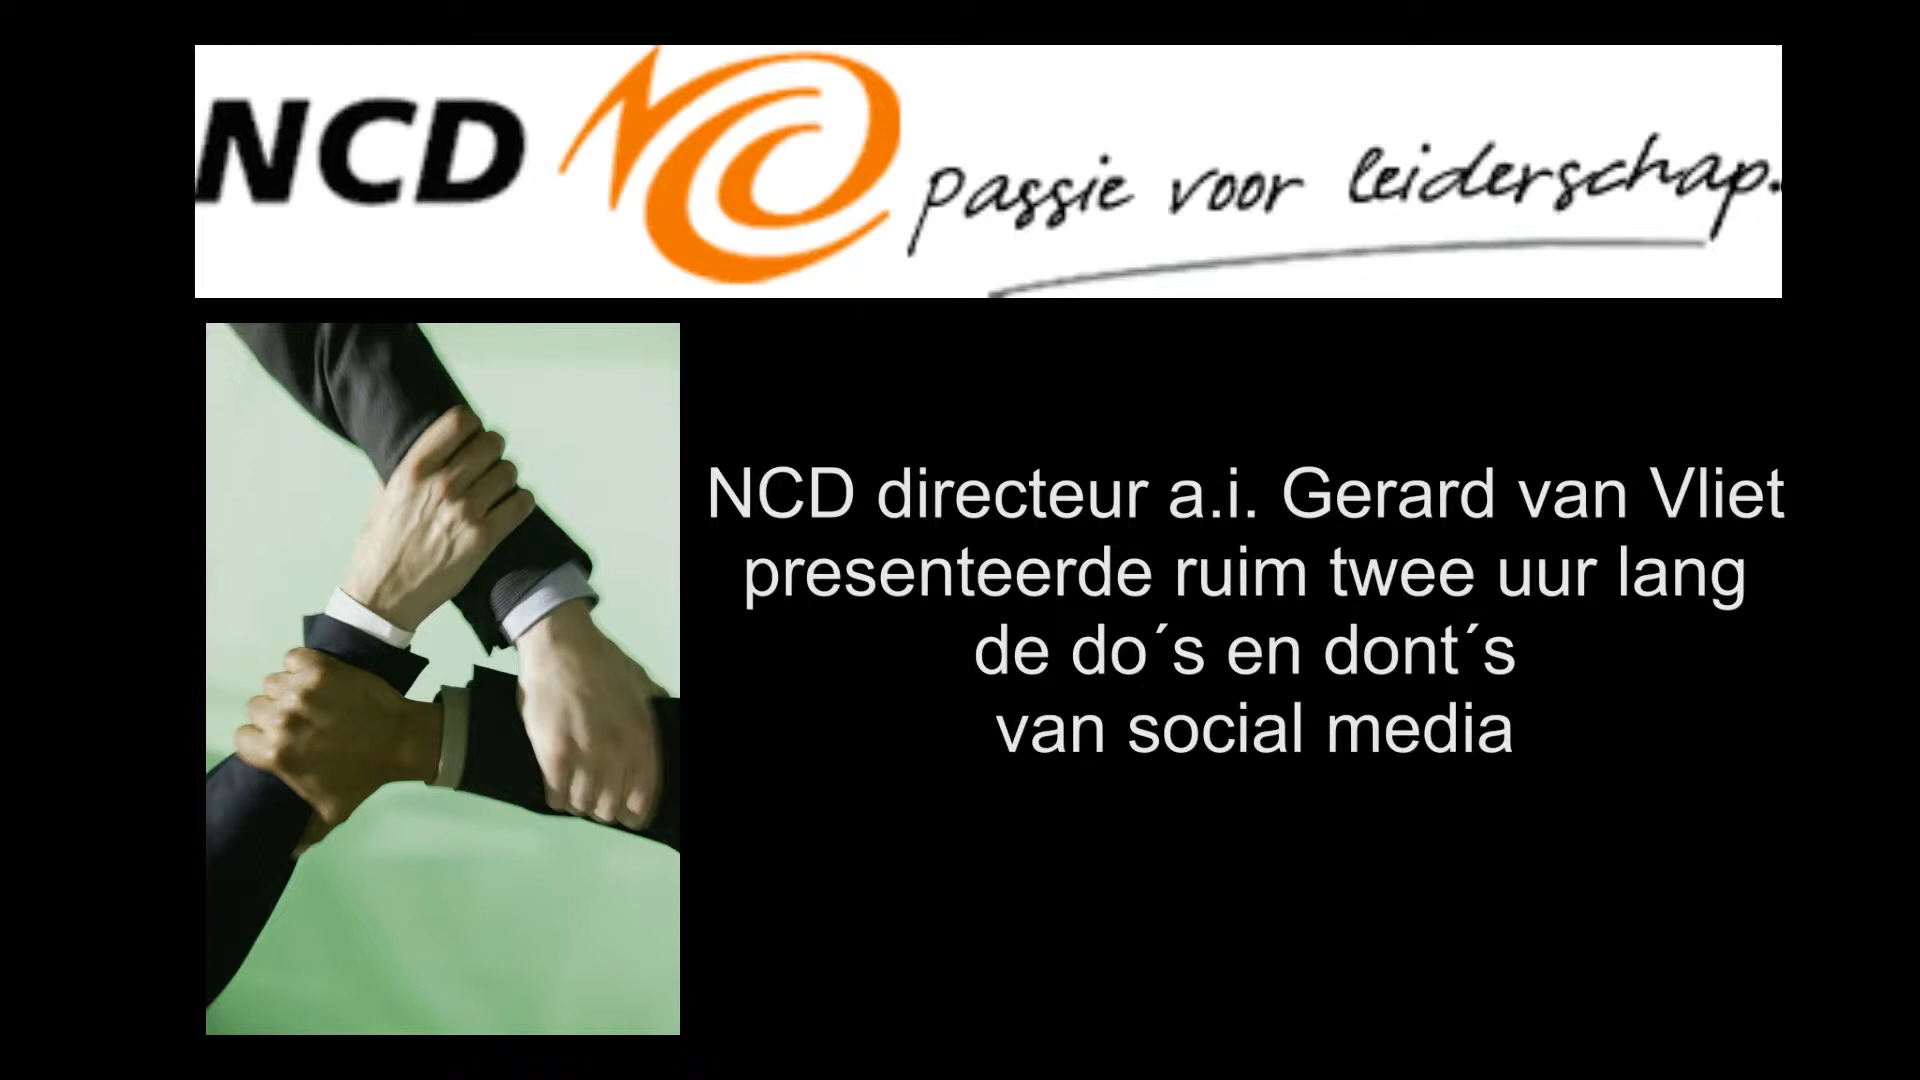 NCD passie voor leiderschap.
NCD directeur a.i. Gerard van Vliet
presenteerde ruim twee uur lang
de do´s en dont´s
van social media